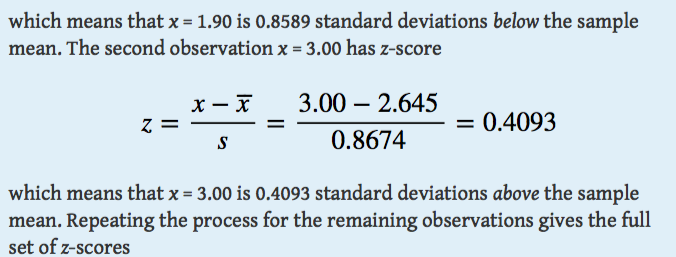 which means that x = 1.90 is 0.8589 standard deviations below the sample
mean. The second observation x = 3.00 has z-score
z = \frac{x − x̅}{s} = \frac{3.00 − 2.645}{0.8674} = 0.4093
which means that x = 3.00 is 0.4093 standard deviations above the sample
mean. Repeating the process for the remaining observations gives the full
set of z-scores